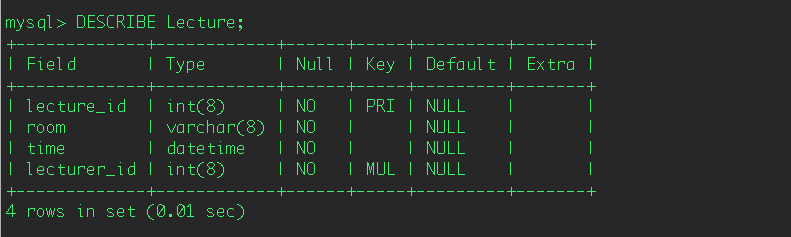 mysql> DESCRIBE Lecture;
+-------------+------------+------+-----+---------+-------+
| Field       | Type       | Null | Key | Default | Extra |
+-------------+------------+------+-----+---------+-------+
| lecture_id  | int(8)     | NO   | PRI | NULL    |       |
| room        | varchar(8) | NO   |     | NULL    |       |
| time        | datetime   | NO   |     | NULL    |       |
| lecturer_id | int(8)     | NO   | MUL | NULL    |       |
+-------------+------------+------+-----+---------+-------+
4 rows in set (0.01 sec)